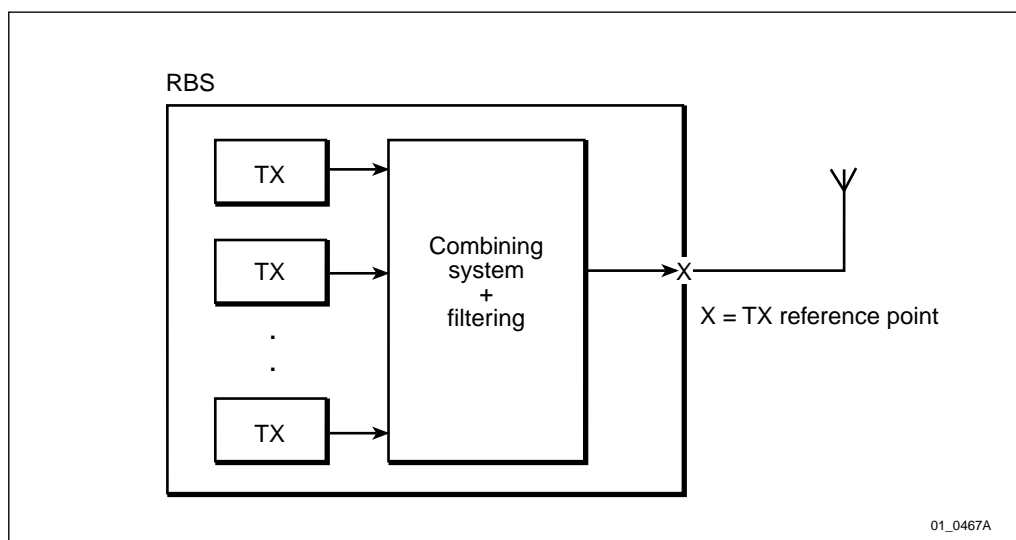 RBS
TX
TX
.
.
TX
Combining
system
+
filtering
X
X = TX reference point
01_0467A